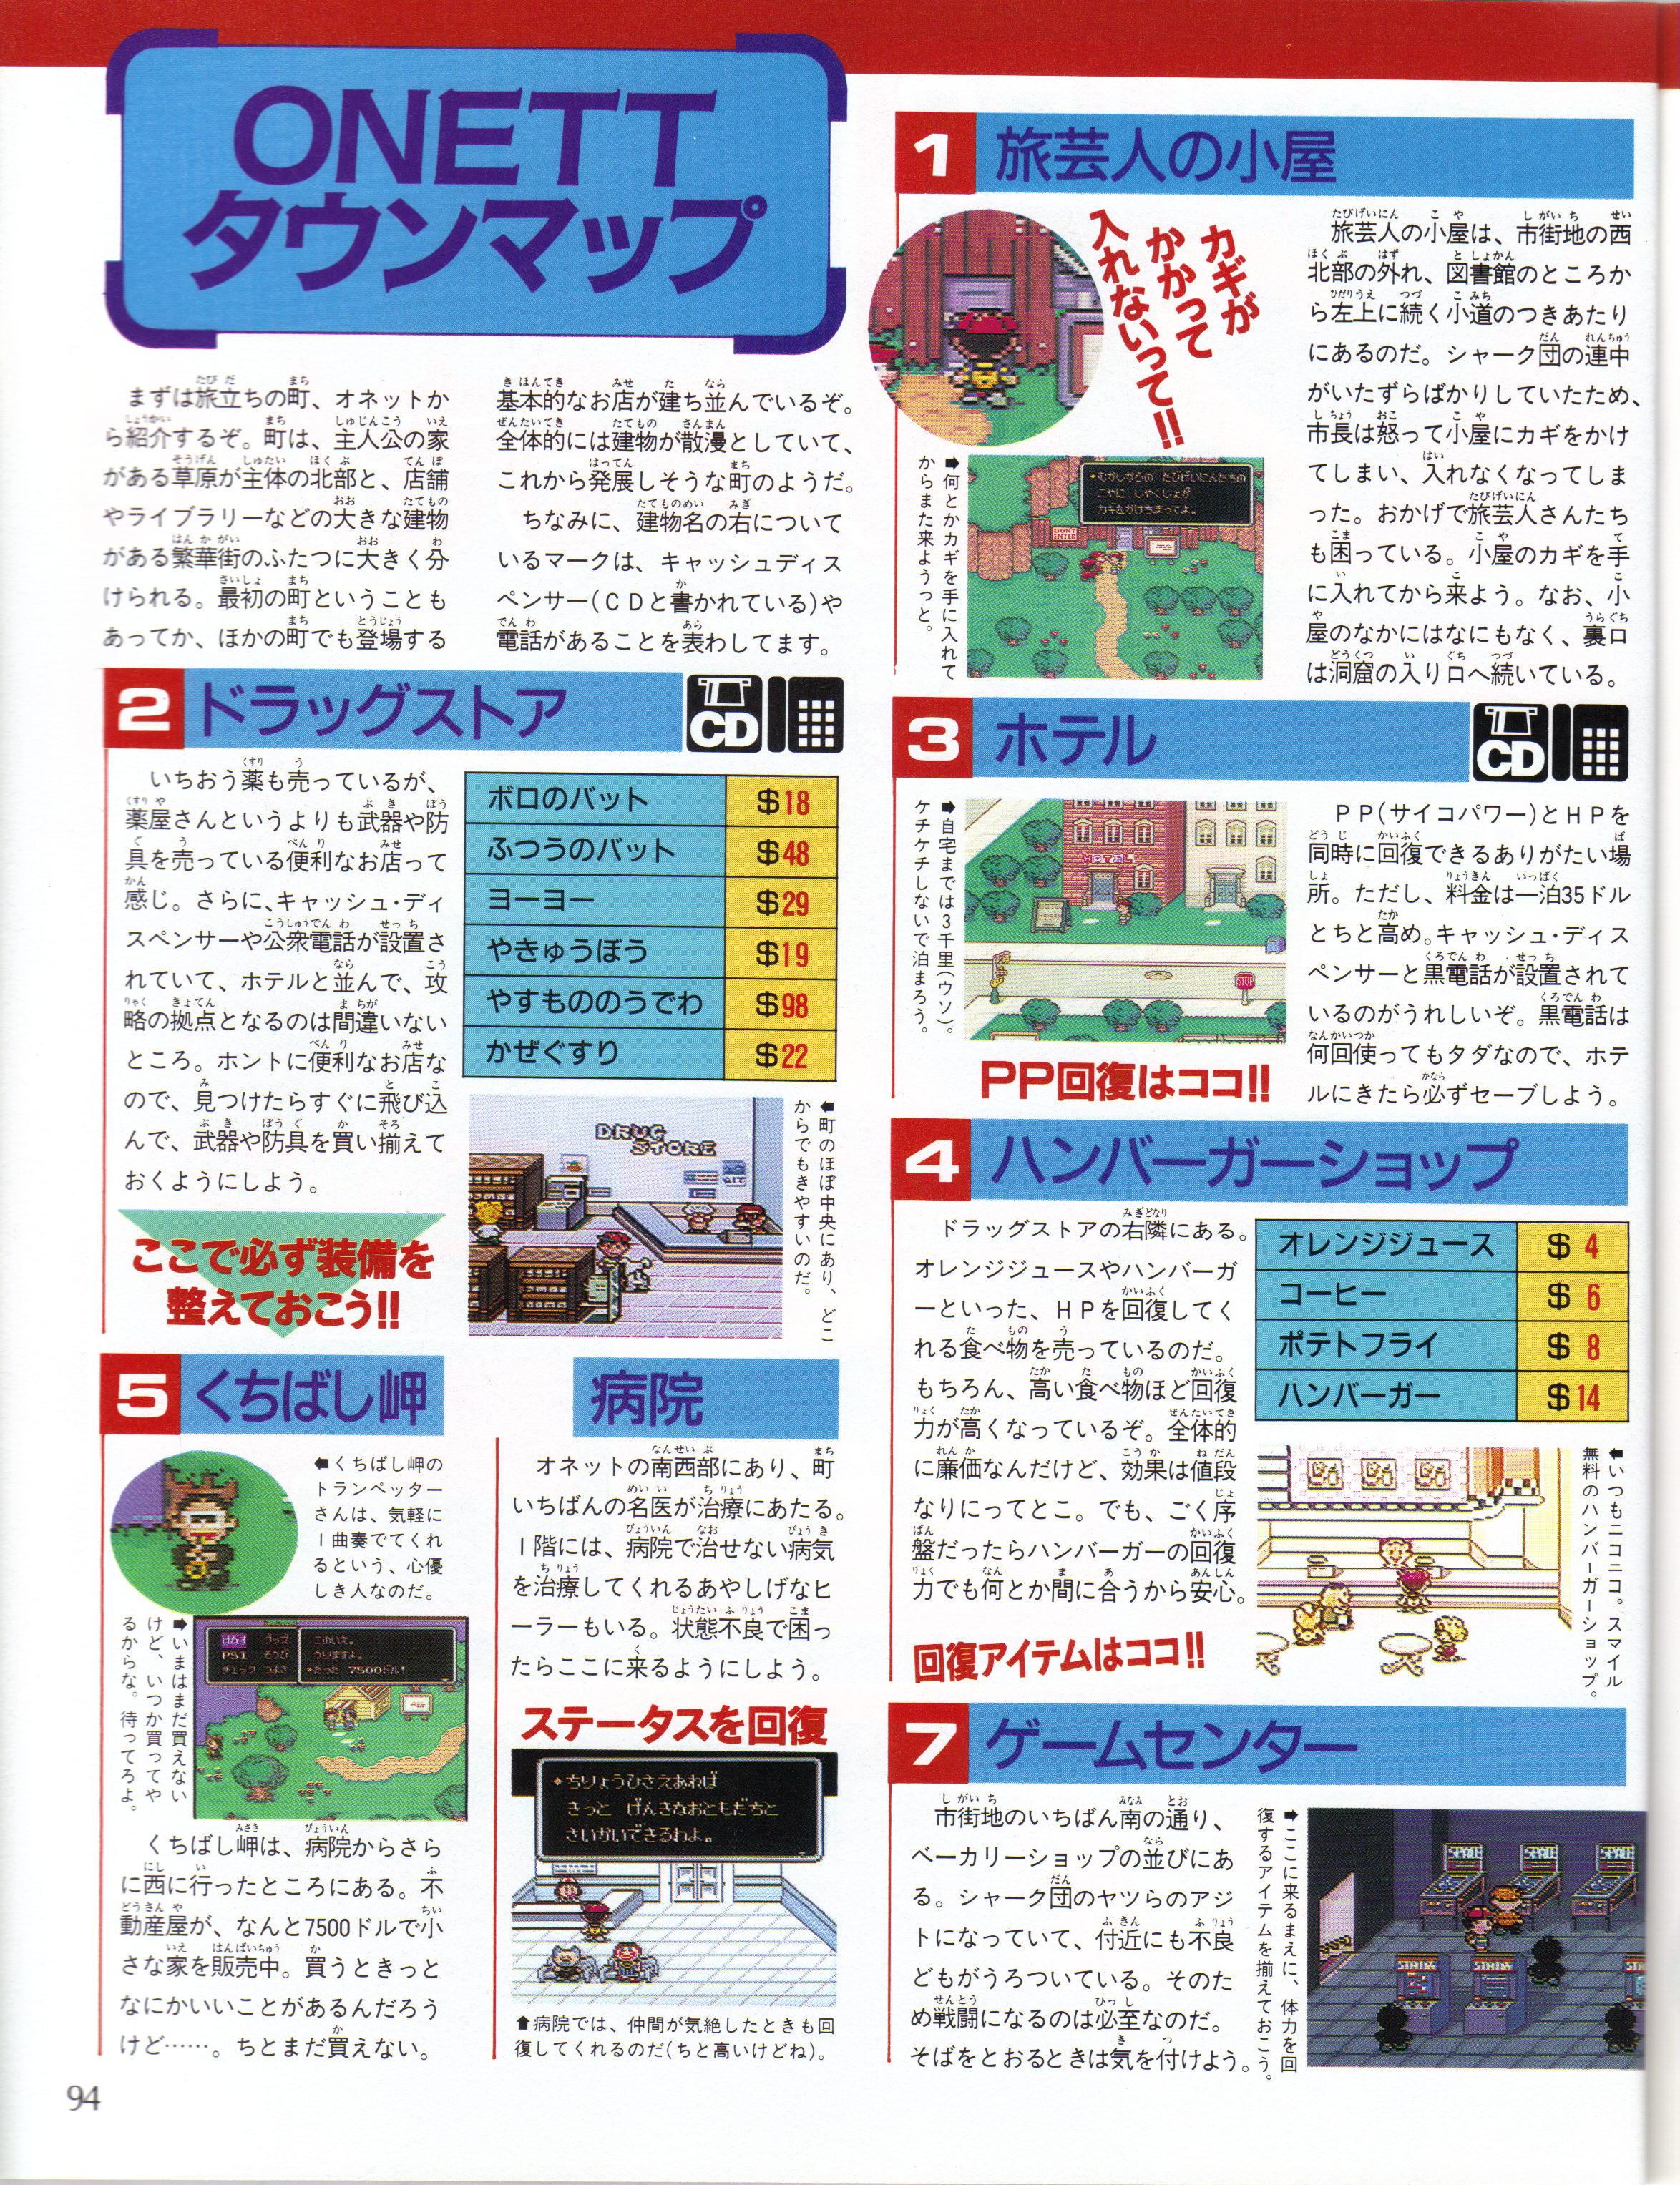 ONETT
タウンマップ
まずは旅立ちの町、オネットか
ら紹介するぞ。町は、主人公の家
がある草原が主体の北部と、店舗
やライブラリーなどの大きな建物
がある繁華街のふたつに大きく分
けられる。最初の町ということも
あってか、ほかの町でも登場する
基本的なお店が建ち並んでいるぞ。
全体的には建物が散漫としていて、
これから発展しそうな町のようだ。
ちなみに、建物名の右について
いるマークは、キャッシュディス
ペンサー(CDと書かれている)や
電話があることを表わしてます。
1 旅芸人の小屋
カギが
かかって
入れないって!!
旅芸人の小屋は、市街地の西
北部の外れ、図書館のところか
ら左上に続く小道のつきあたり
にあるのだ。シャーク団の連中
がいたずらばかりしていたため、
市長は怒って小屋にカギをかけ
てしまい、入れなくなってしま
った。おかげで旅芸人さんたち
も困っている。小屋のカギを手
に入れてから来よう。なお、小
屋のなかにはなにもなく、裏口
は洞窟の入り口へ続いている。
➡何とかカギを手に入れて
からまた来ようっと。
◆むかしからの たびげいにんたちの
こやに しやくしょが
カギをかけちまってよ。
DON'T
ENTER
2 ドラッグストア
CD
いちおう薬も売っているが、
薬屋さんというよりも武器や防
具を売っている便利なお店って
感じ。さらに、キャッシュ・ディ
スペンサーや公衆電話が設置さ
れていて、ホテルと並んで、攻
略の拠点となるのは間違いない
ところ。ホントに便利なお店な
ので、見つけたらすぐに飛び込
んで、武器や防具を買い揃えて
おくようにしよう。
ここで必ず装備を
整えておこう!!
ボロのバット $18
ふつうのバット $48
ヨーヨー $29
やきゅうぼう $19
やすもののうでわ $98
かぜぐすり $22
DRUG
STORE
⬅町のほぼ中央にあり、どこ
からでもきやすいのだ。
3 ホテル
CD
➡自宅までは3千里(ウソ)。
ケチケチしないで泊まろう。
HOTEL
STOP
PP回復はココ!!
PP(サイコパワー)とHPを
同時に回復できるありがたい場
所。ただし、料金は一泊35ドル
とちと高め。キャッシュ・ディス
ペンサーと黒電話が設置されて
いるのがうれしいぞ。黒電話は
何回使ってもタダなので、ホテ
ルにきたら必ずセーブしよう。
4 ハンバーガーショップ
ドラッグストアの右隣にある。
オレンジジュースやハンバーガ
ーといった、HPを回復してく
れる食べ物を売っているのだ。
もちろん、高い食べ物ほど回復
力が高くなっているぞ。全体的
に廉価なんだけど、効果は値段
なりにってとこ。でも、ごく序
盤だったらハンバーガーの回復
力でも何とか間に合うから安心。
回復アイテムはココ!!
オレンジジュース $4
コーヒー $6
ポテトフライ $8
ハンバーガー $14
⬅いつもニコニコ。スマイル
無料のハンバーガーショップ。
5 くちばし岬
⬅くちばし岬の
トランペッター
さんは、気軽に
1曲奏でてくれ
るという、心優
しき人なのだ。
➡いまはまだ買えない
けど、いつか買ってや
るからな。待ってろよ。
はなす グッズ
PSI そうび
チェック つよさ
このいえ。
うりますよ。
◆たった 7500ドル!
くちばし岬は、病院からさら
に西に行ったところにある。不
動産屋が、なんと7500ドルで小
さな家を販売中。買うときっと
なにかいいことがあるんだろう
けど……。ちとまだ買えない。
病院
オネットの南西部にあり、町
いちばんの名医が治療にあたる。
1階には、病院で治せない病気
を治療してくれるあやしげなヒ
ーラーもいる。状態不良で困っ
たらここに来るようにしよう。
ステータスを回復
◆ちりょうひさえあれば
きっと げんきなおともだちと
さいかいできるわよ。
⬆病院では、仲間が気絶したときも回
復してくれるのだ(ちと高いけどね)。
7 ゲームセンター
市街地のいちばん南の通り、
ベーカリーショップの並びにあ
る。シャーク団のヤツらのアジ
トになっていて、付近にも不良
どもがうろついている。そのた
め戦闘になるのは必至なのだ。
そばをとおるときは気を付けよう。
➡ここに来るまえに、体力を回
復するアイテムを揃えておこう。
SPACE
SPACE
SPACE
94